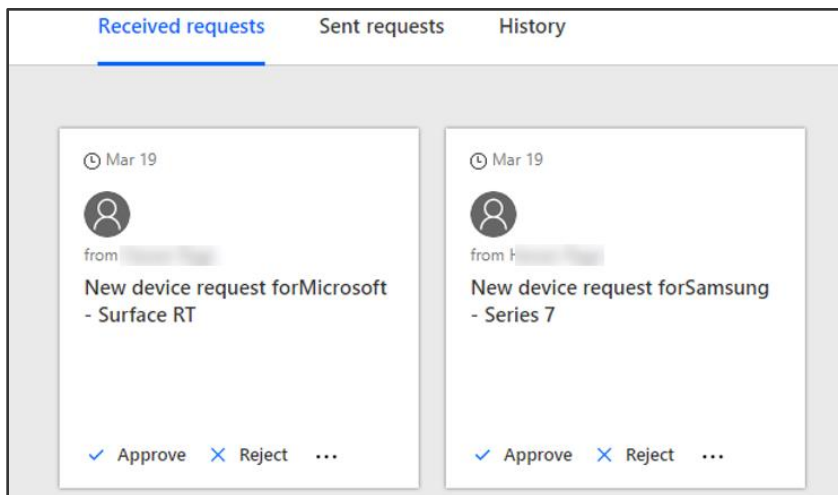 Received requests Sent requests History
Mar 19
from
New device request forMicrosoft
- Surface RT
Approve Reject ...
Mar 19
from
New device request forSamsung
- Series 7
Approve Reject ...